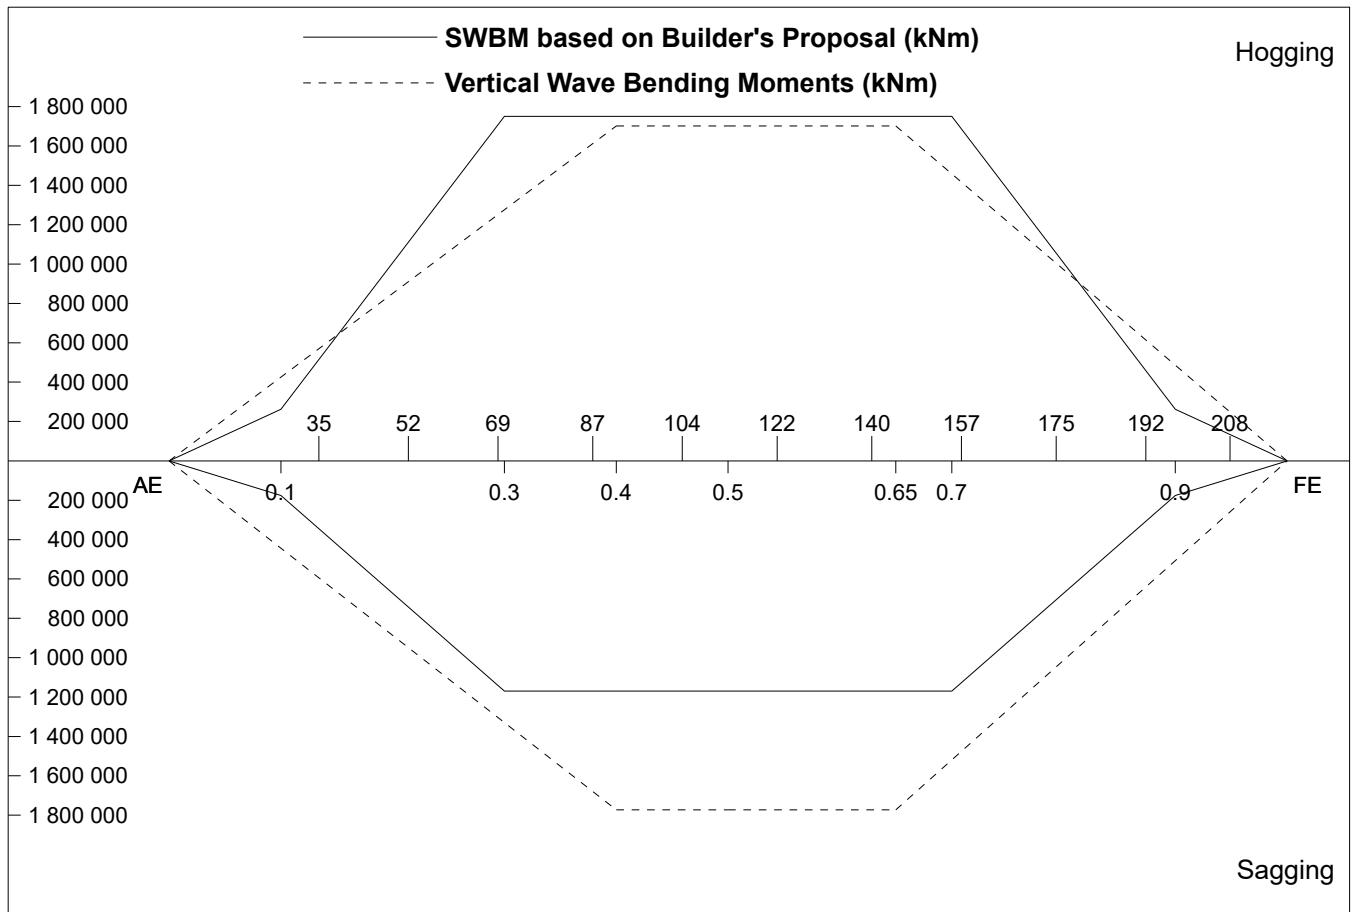 SWBM based on Builder's Proposal (kNm)
Hogging
Vertical Wave Bending Moments (kNm)
1 800 000
1 600 000
1 400 000
1 200 000
1 000 000
800 000
600 000
400 000
200 000
35 52 69 87 104 122 140 157 175 192 208
AE 0.1 0.3 0.4 0.5 0.65 0.7 0.9 FE
200 000
400 000
600 000
800 000
1 000 000
1 200 000
1 400 000
1 600 000
1 800 000
Sagging